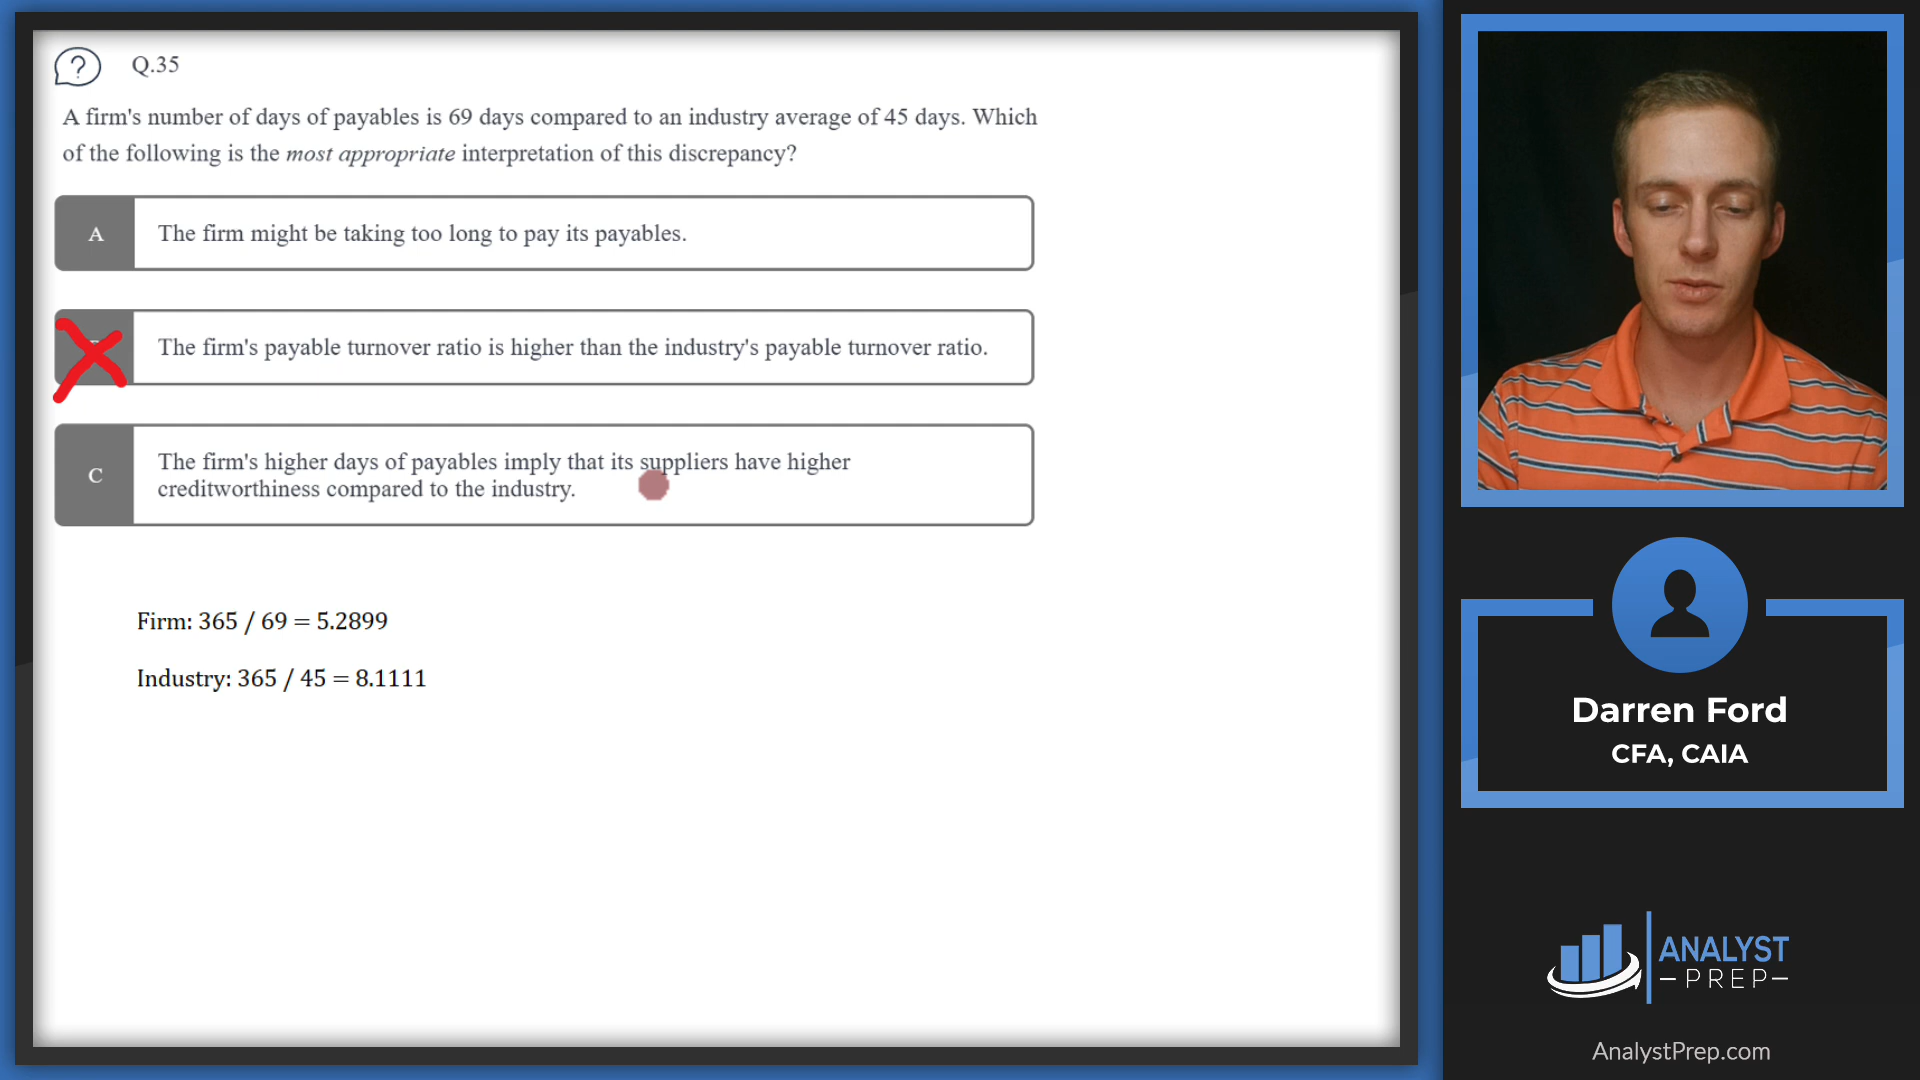 ?
Q.35
A firm's number of days of payables is 69 days compared to an industry average of 45 days. Which
of the following is the most appropriate interpretation of this discrepancy?
A
The firm might be taking too long to pay its payables.
The firm's payable turnover ratio is higher than the industry's payable turnover ratio.
C
The firm's higher days of payables imply that its suppliers have higher
creditworthiness compared to the industry.
Firm: 365 / 69 = 5.2899
Industry: 365 / 45 = 8.1111
Darren Ford
CFA, CAIA
ANALYST
PREP
AnalystPrep.com